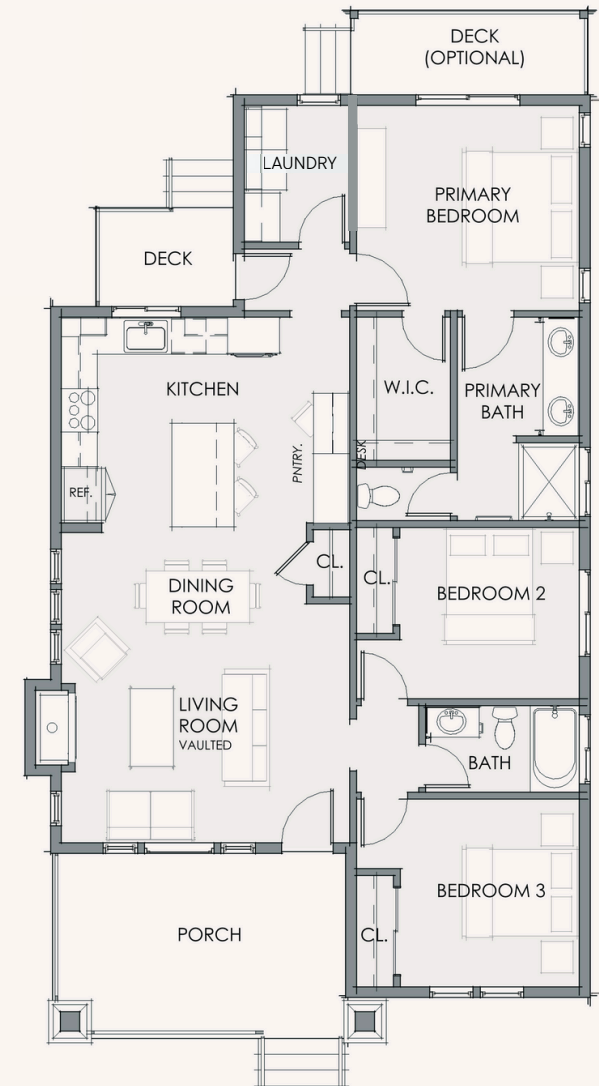 DECK
(OPTIONAL)
LAUNDRY
PRIMARY
BEDROOM
DECK
KITCHEN
W.I.C.
PRIMARY
BATH
PNTRY.
DESK
REF.
CL.
CL.
BEDROOM 2
DINING
ROOM
LIVING
ROOM
VAULTED
BATH
BEDROOM 3
PORCH
CL.